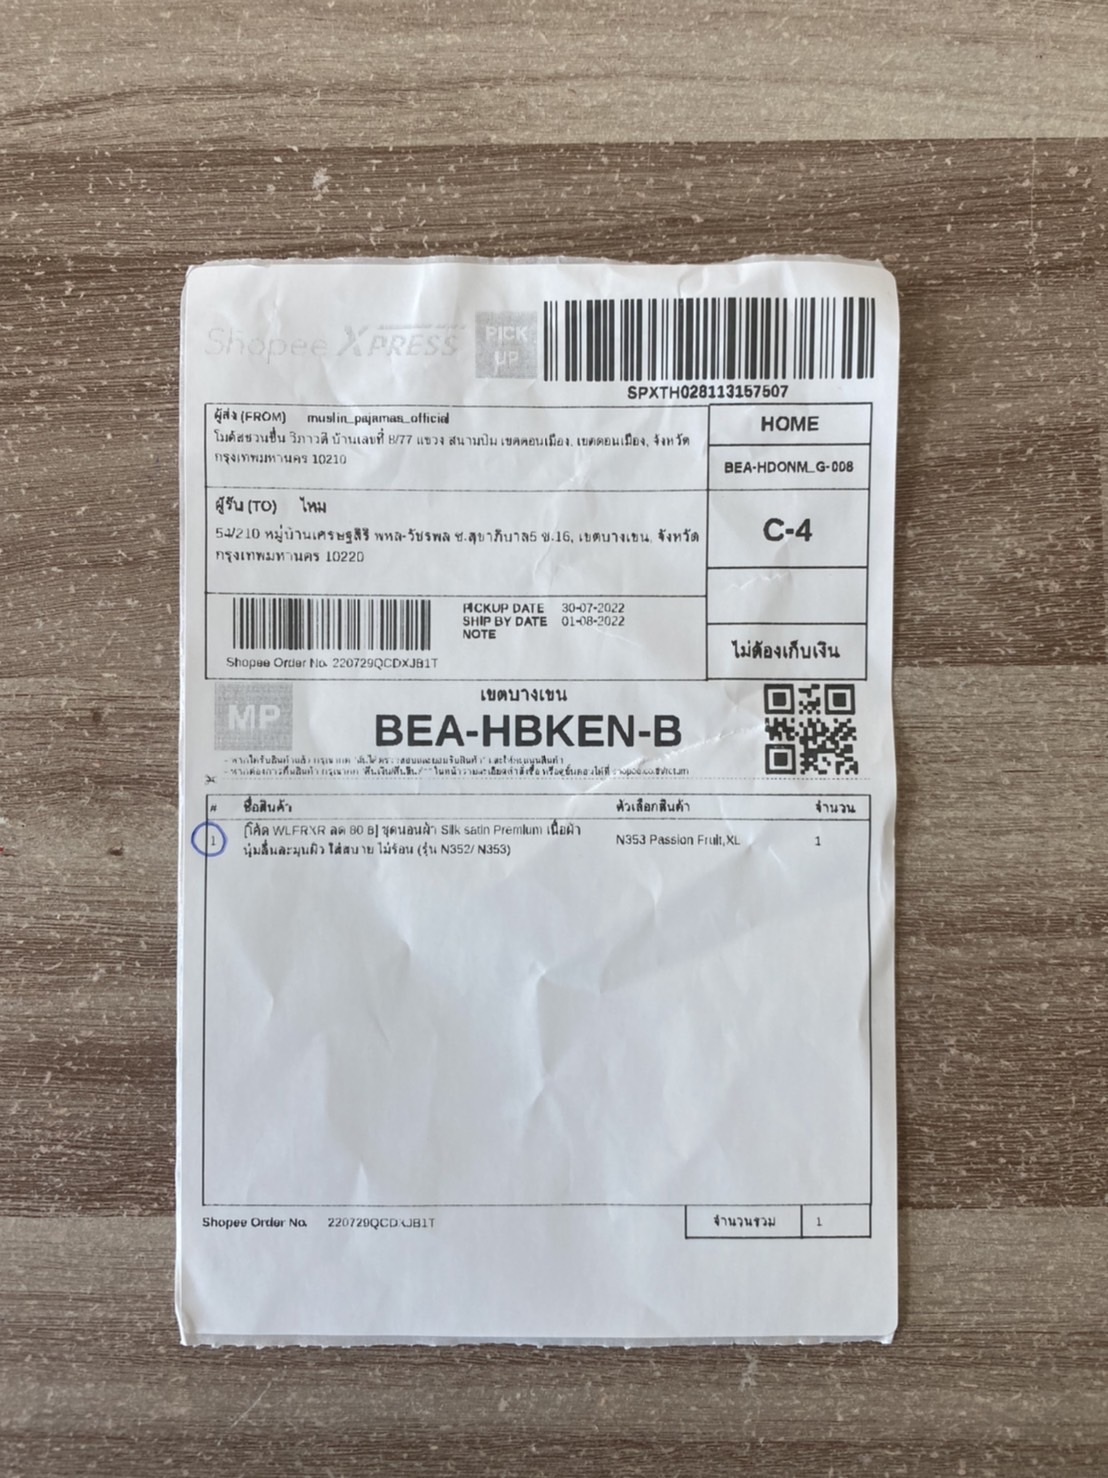 Shopee XPRESS
PICK UP
SPXTH028113157507
ผู้ส่ง (FROM) muslin_pajamas_official
โมดัสชวนชื่น วิภาวดี บ้านเลขที่ 8/77 แขวง สนามบิน เขตดอนเมือง, เขตดอนเมือง, จังหวัด
กรุงเทพมหานคร 10210
HOME
BEA-HDONM_G-008
ผู้รับ (TO) ไหม
54/210 หมู่บ้านเศรษฐสิริ พหล-วัชรพล ซ.สุขาภิบาล5 ซ.16, เขตบางเขน, จังหวัด
กรุงเทพมหานคร 10220
C-4
PICKUP DATE 30-07-2022
SHIP BY DATE 01-08-2022
NOTE
Shopee Order No. 220729QCDXJB1T
ไม่ต้องเก็บเงิน
MP
เขตบางเขน
BEA-HBKEN-B
# ชื่อสินค้า ตัวเลือกสินค้า จำนวน
1 [โค้ด WLFRXR ลด 80 B] ชุดนอนผ้า Silk satin Premium เนื้อผ้า
นุ่มลื่นละมุนผิว ใส่สบาย ไม่ร้อน (รุ่น N352/ N353)
N353 Passion Fruit,XL 1
Shopee Order No. 220729QCDXJB1T
จำนวนรวม 1